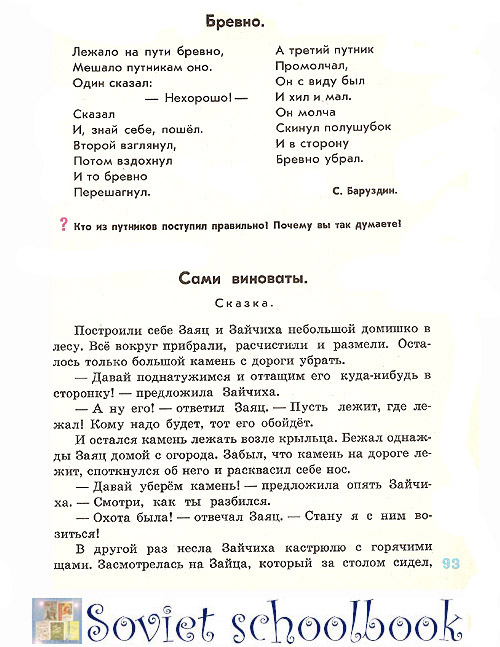 Бревно.
Лежало на пути бревно,
Мешало путникам оно.
Один сказал:
— Нехорошо! —
Сказал
И, знай себе, пошёл.
Второй взглянул,
Потом вздохнул
И то бревно
Перешагнул.
А третий путник
Промолчал,
Он с виду был
И хил и мал.
Он молча
Скинул полушубок
И в сторону
Бревно убрал.
С. Баруздин.
? Кто из путников поступил правильно? Почему вы так думаете?
Сами виноваты.
Сказка.
Построили себе Заяц и Зайчиха небольшой домишко в
лесу. Всё вокруг прибрали, расчистили и размели. Оста-
лось только большой камень с дороги убрать.
— Давай поднатужимся и оттащим его куда-нибудь в
сторонку! — предложила Зайчиха.
— А ну его! — ответил Заяц. — Пусть лежит, где ле-
жал! Кому надо будет, тот его обойдёт.
И остался камень лежать возле крыльца. Бежал однаж-
ды Заяц домой с огорода. Забыл, что камень на дороге ле-
жит, споткнулся об него и расквасил себе нос.
— Давай уберём камень! — предложила опять Зайчи-
ха. — Смотри, как ты разбился.
— Охота была! — отвечал Заяц. — Стану я с ним во-
зиться!
В другой раз несла Зайчиха кастрюлю с горячими
щами. Засмотрелась на Зайца, который за столом сидел,
93
Soviet schoolbook